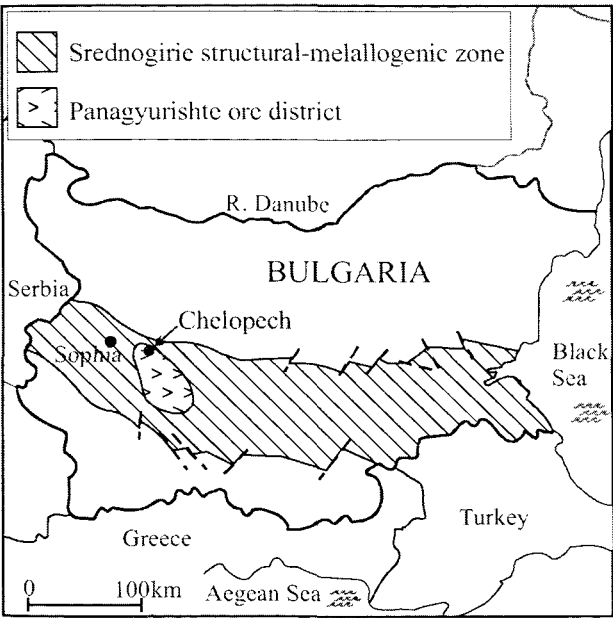 Srednogirie structural-melallogenic zone
Panagyurishte ore district
R. Danube
BULGARIA
Serbia
Chelopech
Sophia
Black
Sea
Turkey
Greece
0 100km
Aegean Sea